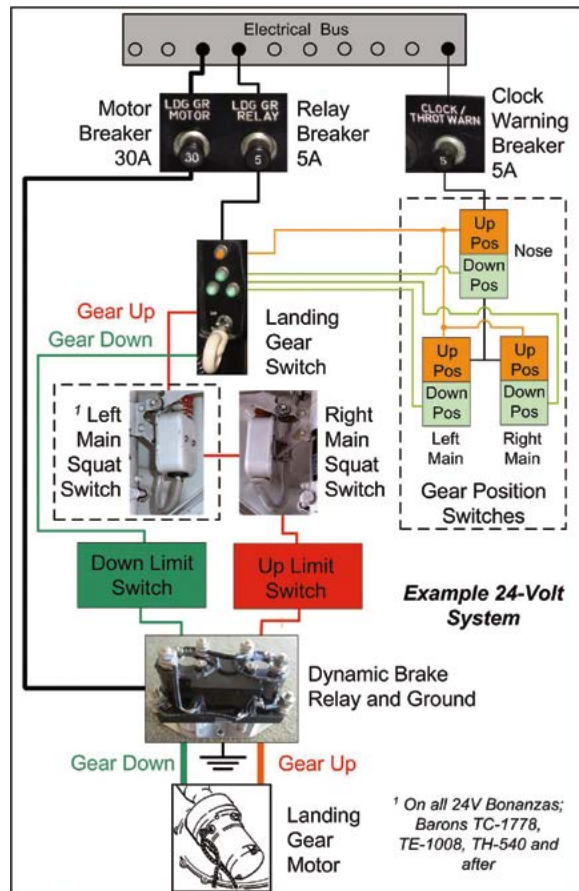 Electrical Bus
Motor
Breaker
30A
LDG GR
MOTOR
30
LDG GR
RELAY
5
Relay
Breaker
5A
CLOCK /
THROT WARN
5
Clock
Warning
Breaker
5A
Up
Pos
Down
Pos
Nose
Gear Up
Gear Down
Landing
Gear
Switch
Up
Pos
Down
Pos
Left
Main
Up
Pos
Down
Pos
Right
Main
Gear Position
Switches
1 Left
Main
Squat
Switch
Right
Main
Squat
Switch
Down Limit
Switch
Up Limit
Switch
Example 24-Volt
System
Dynamic Brake
Relay and Ground
Gear Down
Gear Up
Landing
Gear
Motor
1 On all 24V Bonanzas;
Barons TC-1778,
TE-1008, TH-540 and
after